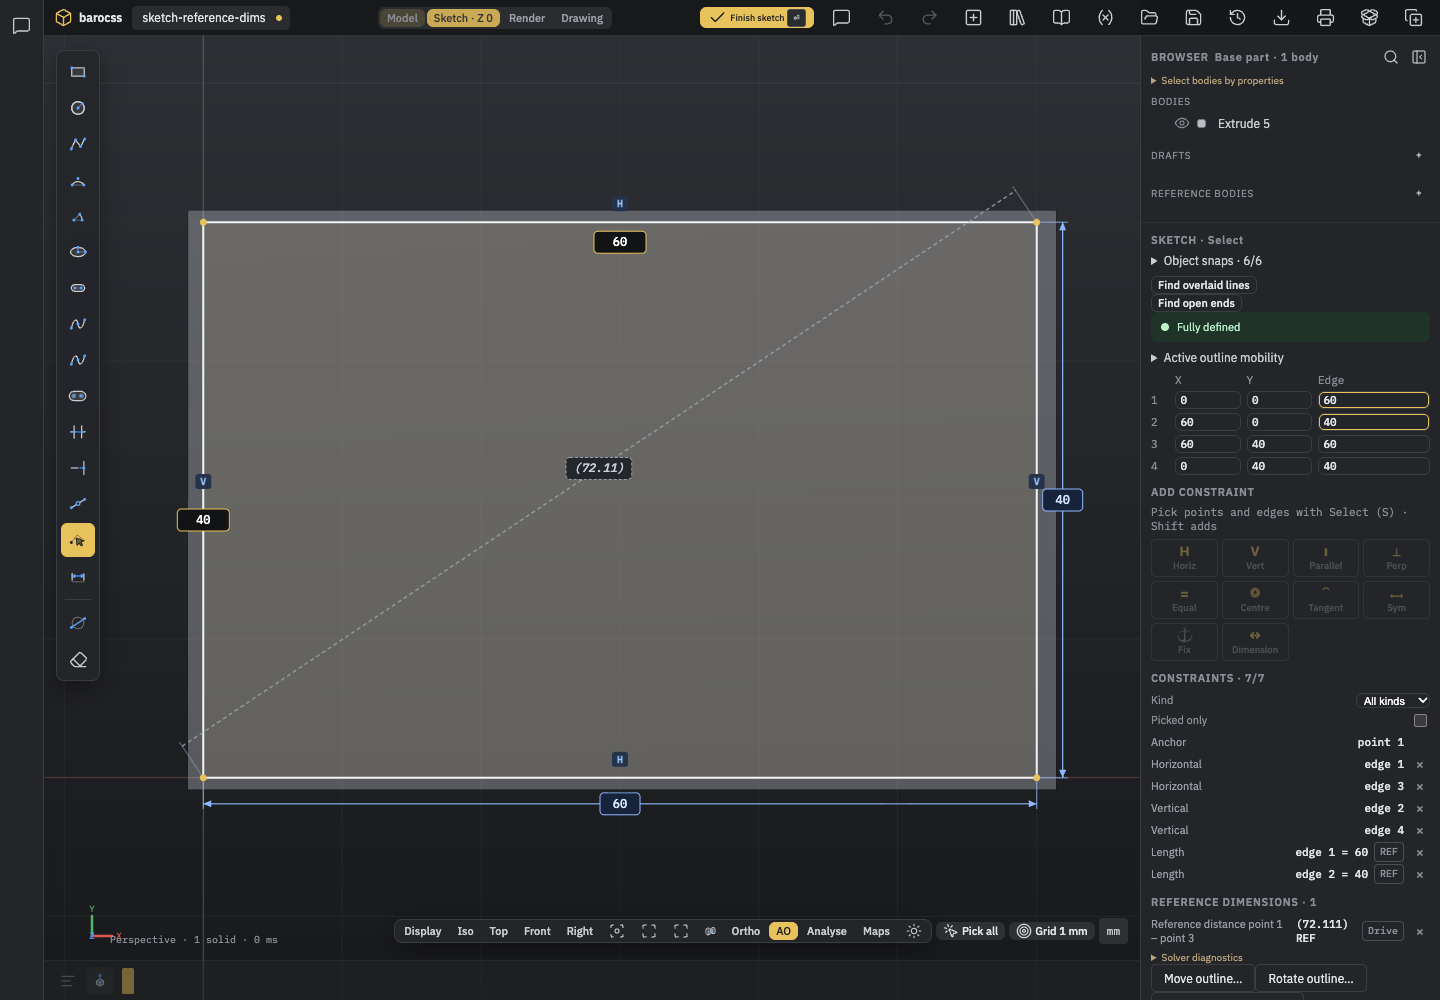 barocss
sketch-reference-dims
Model
Sketch · Z 0
Render
Drawing
Finish sketch
BROWSER Base part · 1 body
Select bodies by properties
BODIES
Extrude 5
DRAFTS
+
REFERENCE BODIES
+
SKETCH · Select
Object snaps · 6/6
Find overlaid lines
Find open ends
Fully defined
Active outline mobility
X Y Edge
1 0 0 60
2 60 0 40
3 60 40 60
4 0 40 40
ADD CONSTRAINT
Pick points and edges with Select (S) ·
Shift adds
H V
Horiz Vert Parallel Perp
Equal Centre Tangent Sym
Fix Dimension
CONSTRAINTS · 7/7
Kind All kinds
Picked only
Anchor point 1
Horizontal edge 1 ×
Horizontal edge 3 ×
Vertical edge 2 ×
Vertical edge 4 ×
Length edge 1 = 60 REF ×
Length edge 2 = 40 REF ×
REFERENCE DIMENSIONS · 1
Reference distance point 1 – point 3 (72.111) REF Drive ×
Solver diagnostics
Move outline... Rotate outline...
H
60
V
40
(72.11)
V
40
H
60
Y
X
Z
Perspective · 1 solid · 0 ms
Display Iso Top Front Right Ortho AO Analyse Maps
Pick all
Grid 1 mm
mm